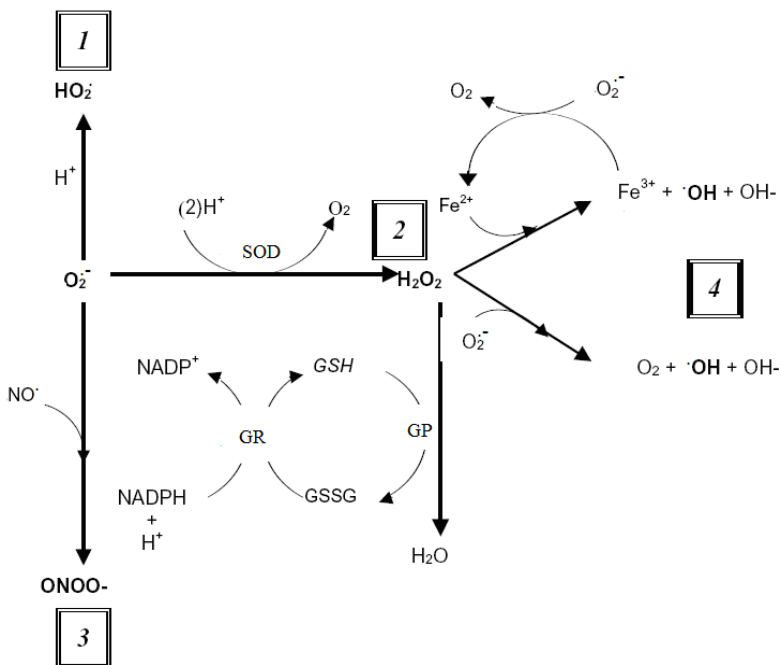 1
HO₂·
O₂
O₂·⁻
H⁺
(2)H⁺
O₂
2
Fe²⁺
Fe³⁺ + ·OH + OH-
SOD
O₂·⁻
H₂O₂
4
O₂·⁻
NADP⁺
GSH
O₂ + ·OH + OH-
NO·
GR
GP
NADPH
+
H⁺
GSSG
H₂O
ONOO-
3